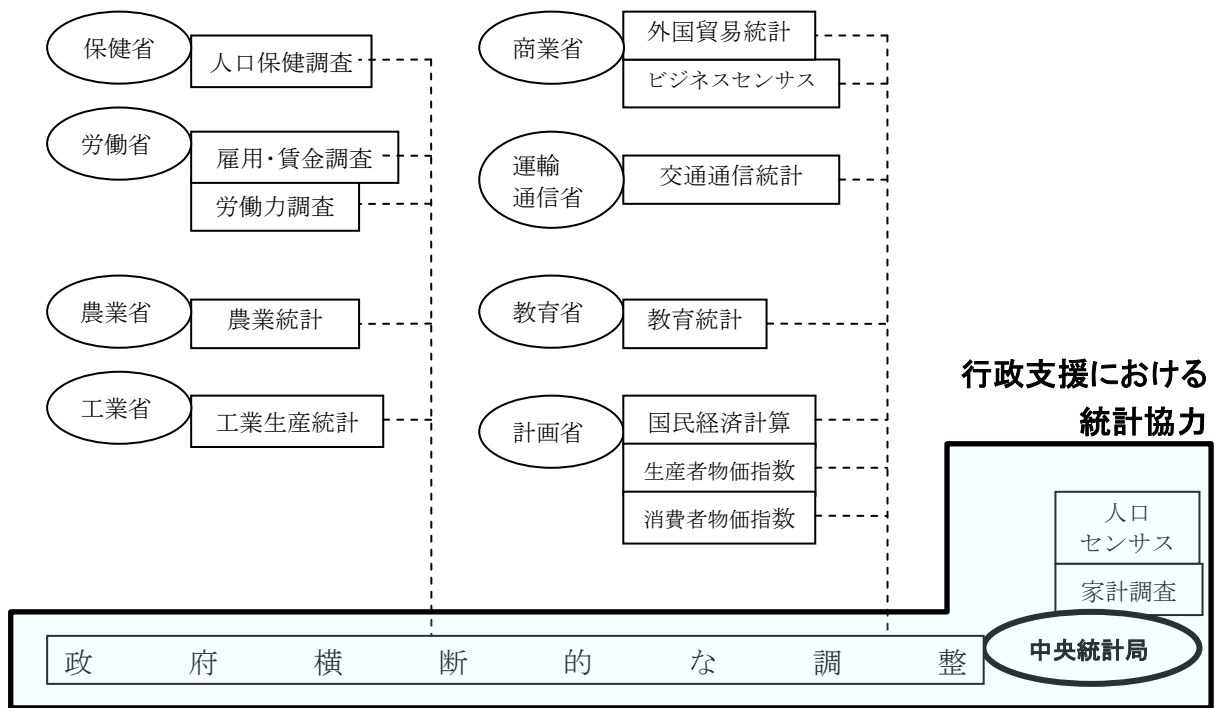 保健省
人口保健調査
労働省
雇用・賃金調査
労働力調査
農業省
農業統計
工業省
工業生産統計
商業省
外国貿易統計
ビジネスセンサス
運輸
通信省
交通通信統計
教育省
教育統計
計画省
国民経済計算
生産者物価指数
消費者物価指数
行政支援における
統計協力
人口
センサス
家計調査
中央統計局
政府横断的な調整